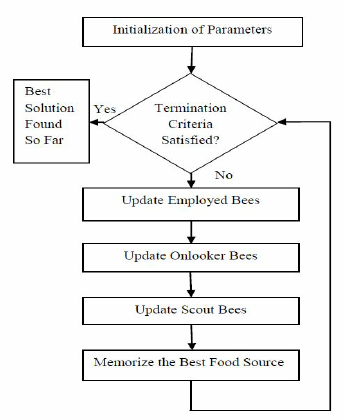 Initialization of Parameters
Best
Solution
Found
So Far
Yes
Termination
Criteria
Satisfied?
No
Update Employed Bees
Update Onlooker Bees
Update Scout Bees
Memorize the Best Food Source